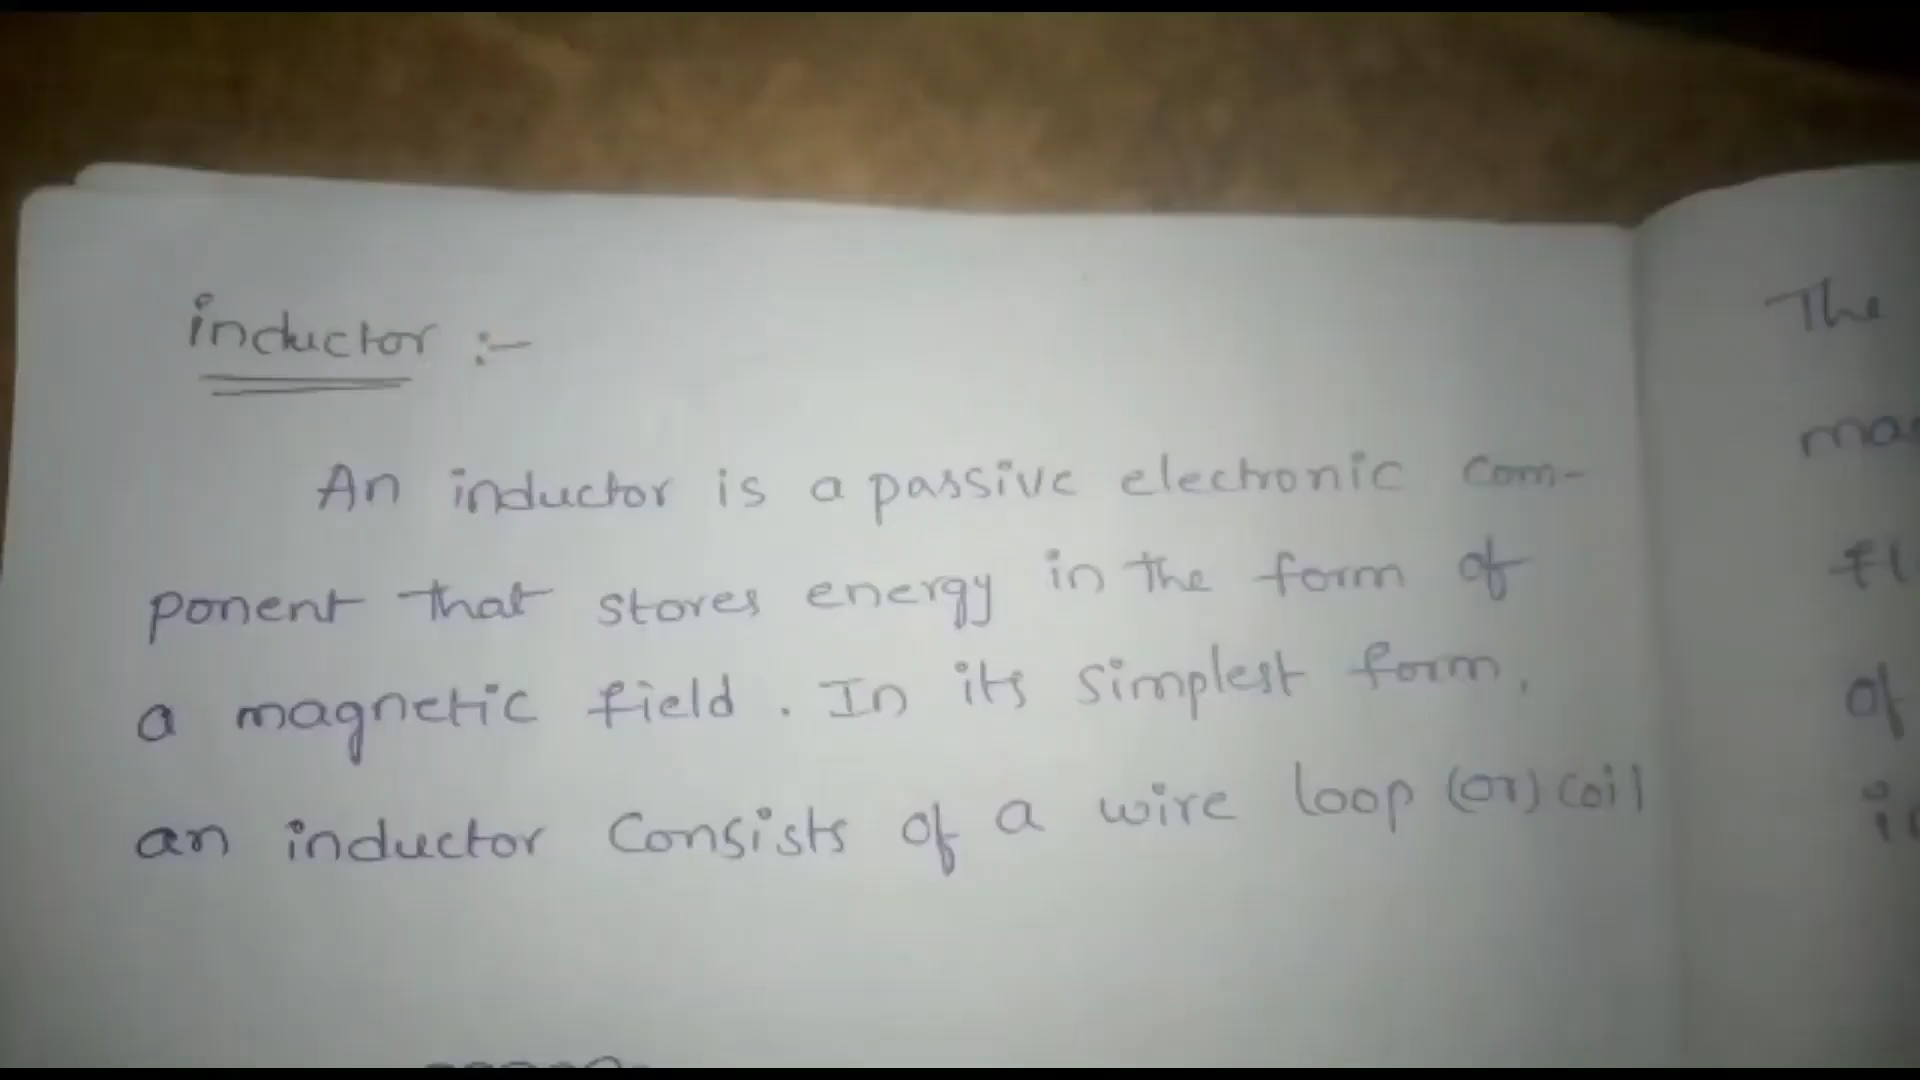 inductor :-
An inductor is a passive electronic com-
ponent that stores energy in the form of
a magnetic field. In its simplest form,
an inductor consists of a wire loop (or) coil
The
of